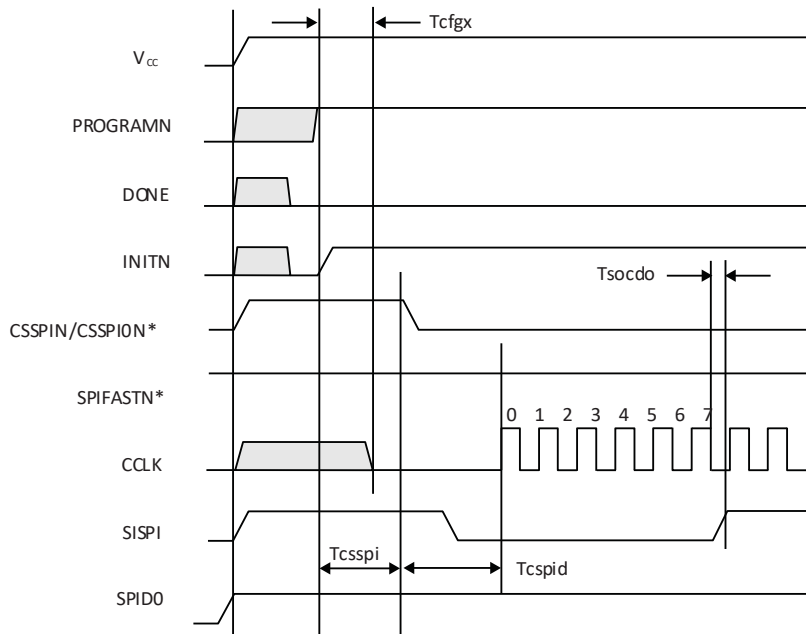 Tcfgx
Vcc
PROGRAMN
DONE
INITN
Tsocdo
CSSPIN/CSSPI0N*
SPIFASTN*
0 1 2 3 4 5 6 7
CCLK
SISPI
Tcsspi
Tcspid
SPID0